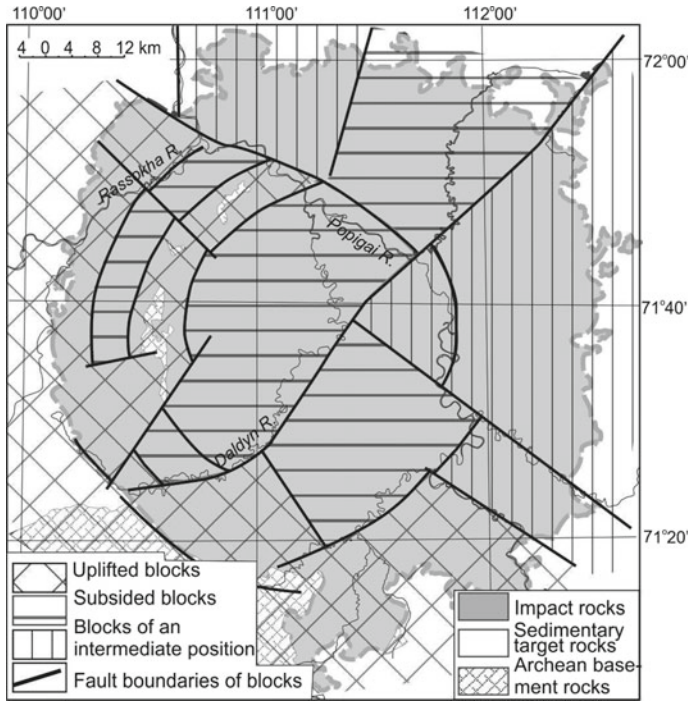 110°00′ 111°00′ 112°00′
4 0 4 8 12 km
72°00′
Rassokha R.
Popigai R.
71°40′
Daldyn R.
71°20′
Uplifted blocks
Subsided blocks
Blocks of an
intermediate position
Fault boundaries of blocks
Impact rocks
Sedimentary
target rocks
Archean base-
ment rocks